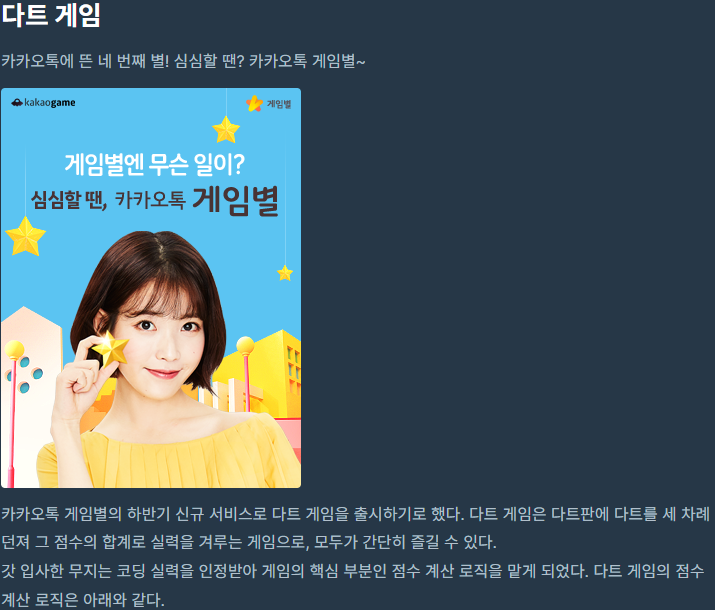 다트 게임
카카오톡에 뜬 네 번째 별! 심심할 땐? 카카오톡 게임별~
kakaogame
게임별
게임별엔 무슨 일이?
심심할 땐, 카카오톡 게임별
카카오톡 게임별의 하반기 신규 서비스로 다트 게임을 출시하기로 했다. 다트 게임은 다트판에 다트를 세 차례
던져 그 점수의 합계로 실력을 겨루는 게임으로, 모두가 간단히 즐길 수 있다.
갓 입사한 무지는 코딩 실력을 인정받아 게임의 핵심 부분인 점수 계산 로직을 맡게 되었다. 다트 게임의 점수
계산 로직은 아래와 같다.